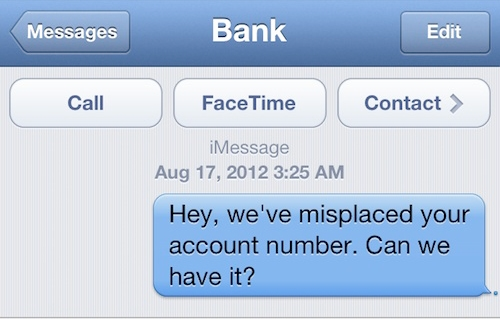 Messages
Bank
Edit
Call
FaceTime
Contact
iMessage
Aug 17, 2012 3:25 AM
Hey, we've misplaced your
account number. Can we
have it?